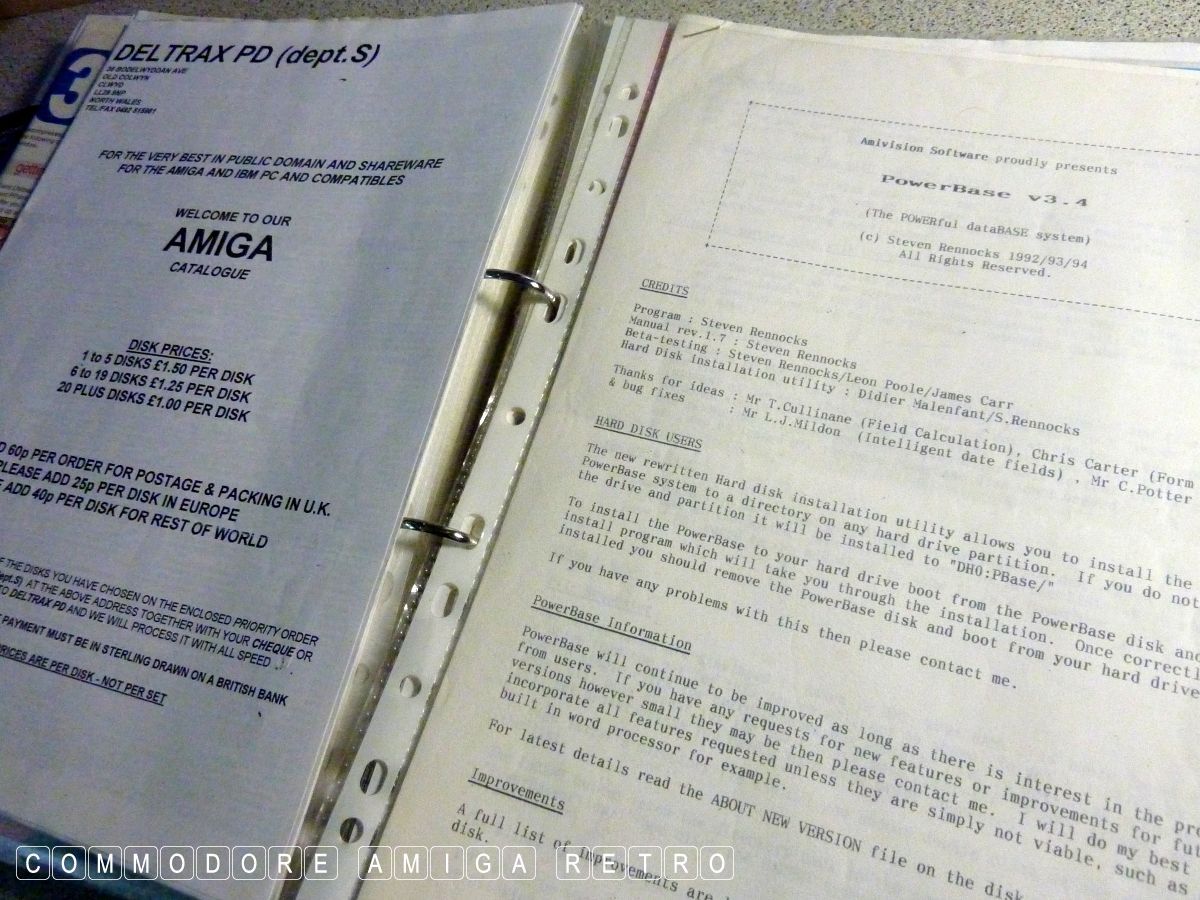 3
DELTRAX PD (dept.S)
OLD COLWYN
CLWYD
LL29 9NP
NORTH WALES
TEL/FAX 0492 515981
FOR THE VERY BEST IN PUBLIC DOMAIN AND SHAREWARE
FOR THE AMIGA AND IBM PC AND COMPATIBLES
WELCOME TO OUR
AMIGA
CATALOGUE
DISK PRICES:
1 to 5 DISKS £1.50 PER DISK
6 to 19 DISKS £1.25 PER DISK
20 PLUS DISKS £1.00 PER DISK
60p PER ORDER FOR POSTAGE & PACKING IN U.K.
PLEASE ADD 25p PER DISK IN EUROPE
ADD 40p PER DISK FOR REST OF WORLD
THE DISKS YOU HAVE CHOSEN ON THE ENCLOSED PRIORITY ORDER
AT THE ABOVE ADDRESS TOGETHER WITH YOUR CHEQUE OR
TO DELTRAX PD AND WE WILL PROCESS IT WITH ALL SPEED
PAYMENT MUST BE IN STERLING DRAWN ON A BRITISH BANK
PRICES ARE PER DISK - NOT PER SET
Amivision Software proudly presents
PowerBase v3.4
(The POWERful dataBASE system)
(c) Steven Rennocks 1992/93/94
All Rights Reserved.
CREDITS
Program : Steven Rennocks
Manual rev.1.7 : Steven Rennocks
Beta-testing : Steven Rennocks/Leon Poole/James Carr
Hard Disk installation utility : Didier Malenfant/S.Rennocks
Thanks for ideas : Mr T.Cullinane (Field Calculation), Chris Carter (Form
& bug fixes : Mr L.J.Mildon (Intelligent date fields) , Mr C.Potter
HARD DISK USERS
The new rewritten Hard disk installation utility allows you to install the
PowerBase system to a directory on any hard drive partition. If you do not
the drive and partition it will be installed to "DH0:PBase/"
To install the PowerBase to your hard drive boot from the PowerBase disk and
install program which will take you through the installation. Once correctl
installed you should remove the PowerBase disk and boot from your hard drive
If you have any problems with this then please contact me.
PowerBase Information
PowerBase will continue to be improved as long as there is interest in the pr
from users. If you have any requests for new features or improvements for fut
versions however small they may be then please contact me. I will do my best
incorporate all features requested unless they are simply not viable, such as
built in word processor for example.
For latest details read the ABOUT NEW VERSION file on the disk
Improvements
A full list of improvements are
disk.
COMMODORE AMIGA RETRO